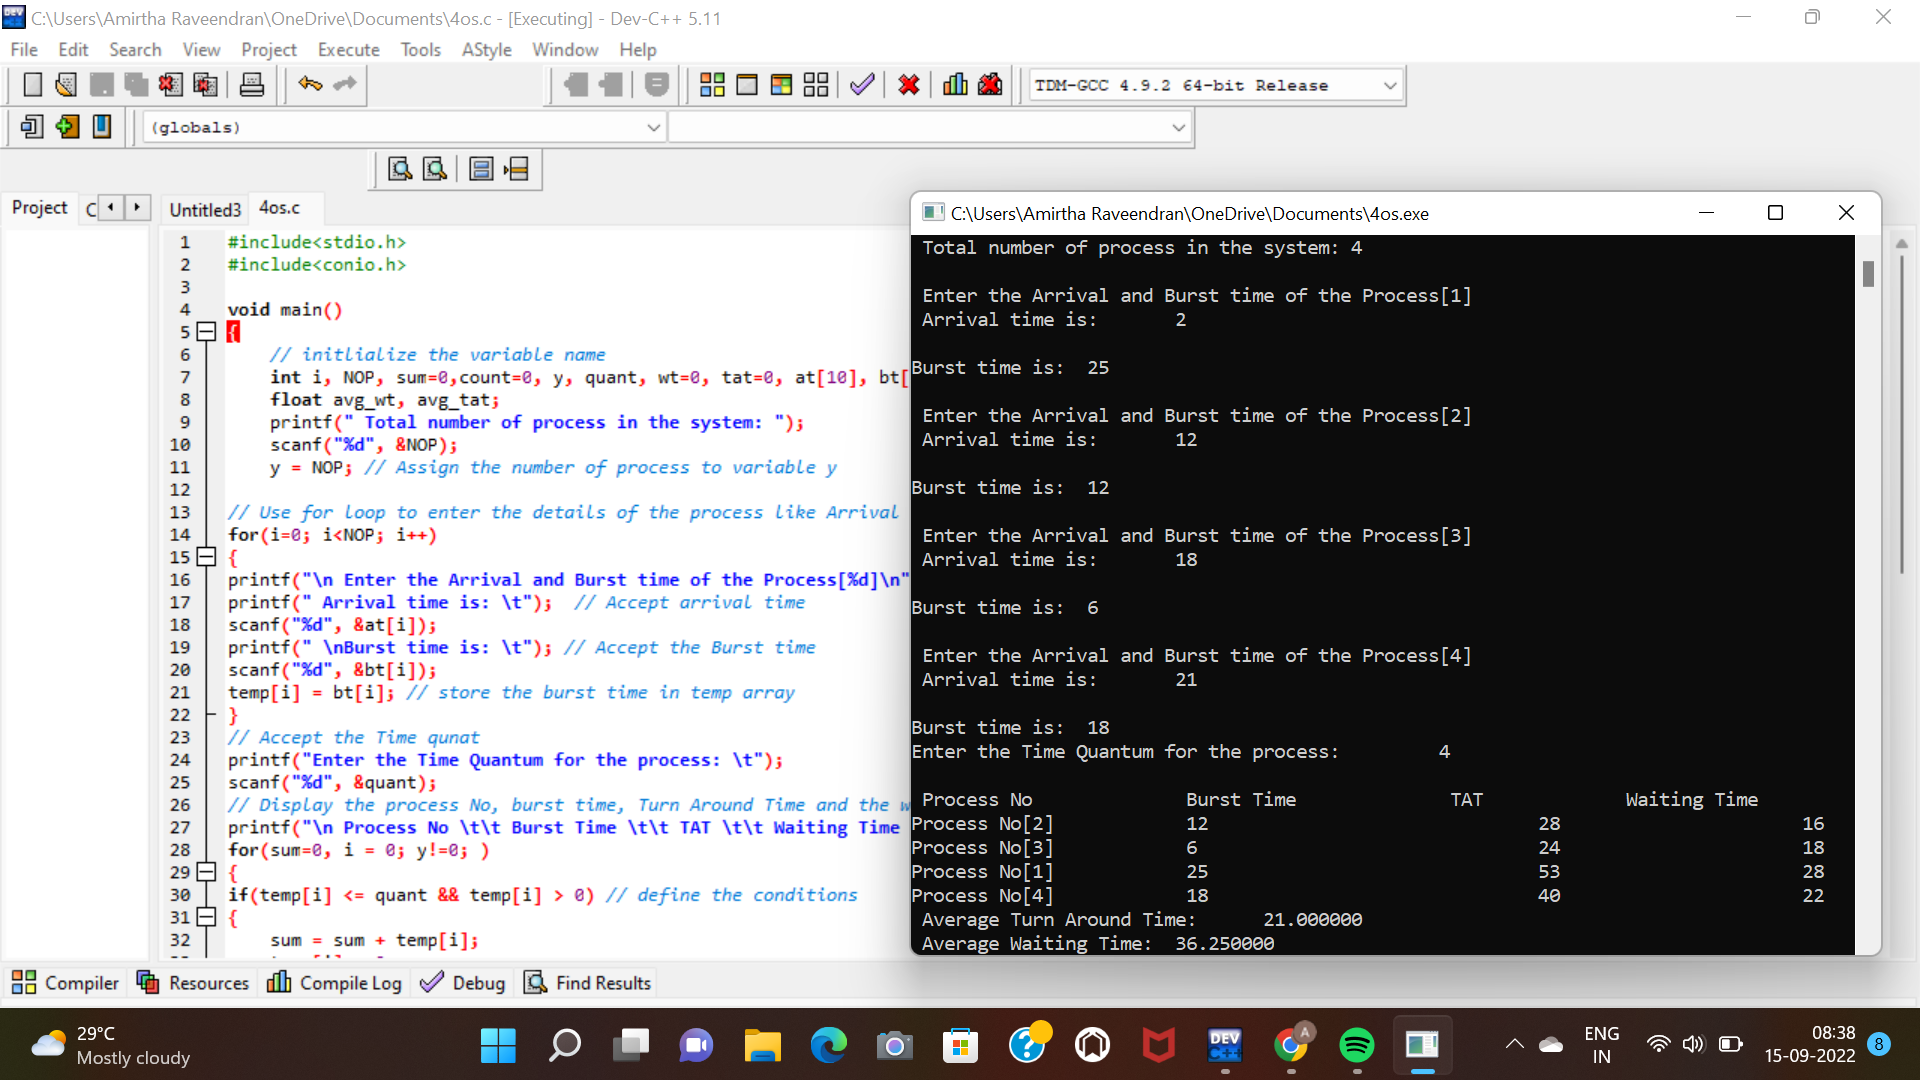 C:\Users\Amirtha Raveendran\OneDrive\Documents\4os.c - [Executing] - Dev-C++ 5.11
File Edit Search View Project Execute Tools AStyle Window Help
TDM-GCC 4.9.2 64-bit Release
(globals)
Project C Untitled3 4os.c
1 #include<stdio.h>
2 #include<conio.h>
3
4 void main()
5 {
6 // initlialize the variable name
7 int i, NOP, sum=0,count=0, y, quant, wt=0, tat=0, at[10], bt[
8 float avg_wt, avg_tat;
9 printf(" Total number of process in the system: ");
10 scanf("%d", &NOP);
11 y = NOP; // Assign the number of process to variable y
12
13 // Use for loop to enter the details of the process like Arrival
14 for(i=0; i<NOP; i++)
15 {
16 printf("\n Enter the Arrival and Burst time of the Process[%d]\n"
17 printf(" Arrival time is: \t"); // Accept arrival time
18 scanf("%d", &at[i]);
19 printf(" \nBurst time is: \t"); // Accept the Burst time
20 scanf("%d", &bt[i]);
21 temp[i] = bt[i]; // store the burst time in temp array
22 }
23 // Accept the Time qunat
24 printf("Enter the Time Quantum for the process: \t");
25 scanf("%d", &quant);
26 // Display the process No, burst time, Turn Around Time and the w
27 printf("\n Process No \t\t Burst Time \t\t TAT \t\t Waiting Time
28 for(sum=0, i = 0; y!=0; )
29 {
30 if(temp[i] <= quant && temp[i] > 0) // define the conditions
31 {
32 sum = sum + temp[i];
C:\Users\Amirtha Raveendran\OneDrive\Documents\4os.exe
Total number of process in the system: 4
Enter the Arrival and Burst time of the Process[1]
Arrival time is: 2
Burst time is: 25
Enter the Arrival and Burst time of the Process[2]
Arrival time is: 12
Burst time is: 12
Enter the Arrival and Burst time of the Process[3]
Arrival time is: 18
Burst time is: 6
Enter the Arrival and Burst time of the Process[4]
Arrival time is: 21
Burst time is: 18
Enter the Time Quantum for the process: 4
Process No Burst Time TAT Waiting Time
Process No[2] 12 28 16
Process No[3] 6 24 18
Process No[1] 25 53 28
Process No[4] 18 40 22
Average Turn Around Time: 21.000000
Average Waiting Time: 36.250000
Compiler Resources Compile Log Debug Find Results
29°C
Mostly cloudy
DEV
C++
A
ENG
IN
08:38
15-09-2022
8